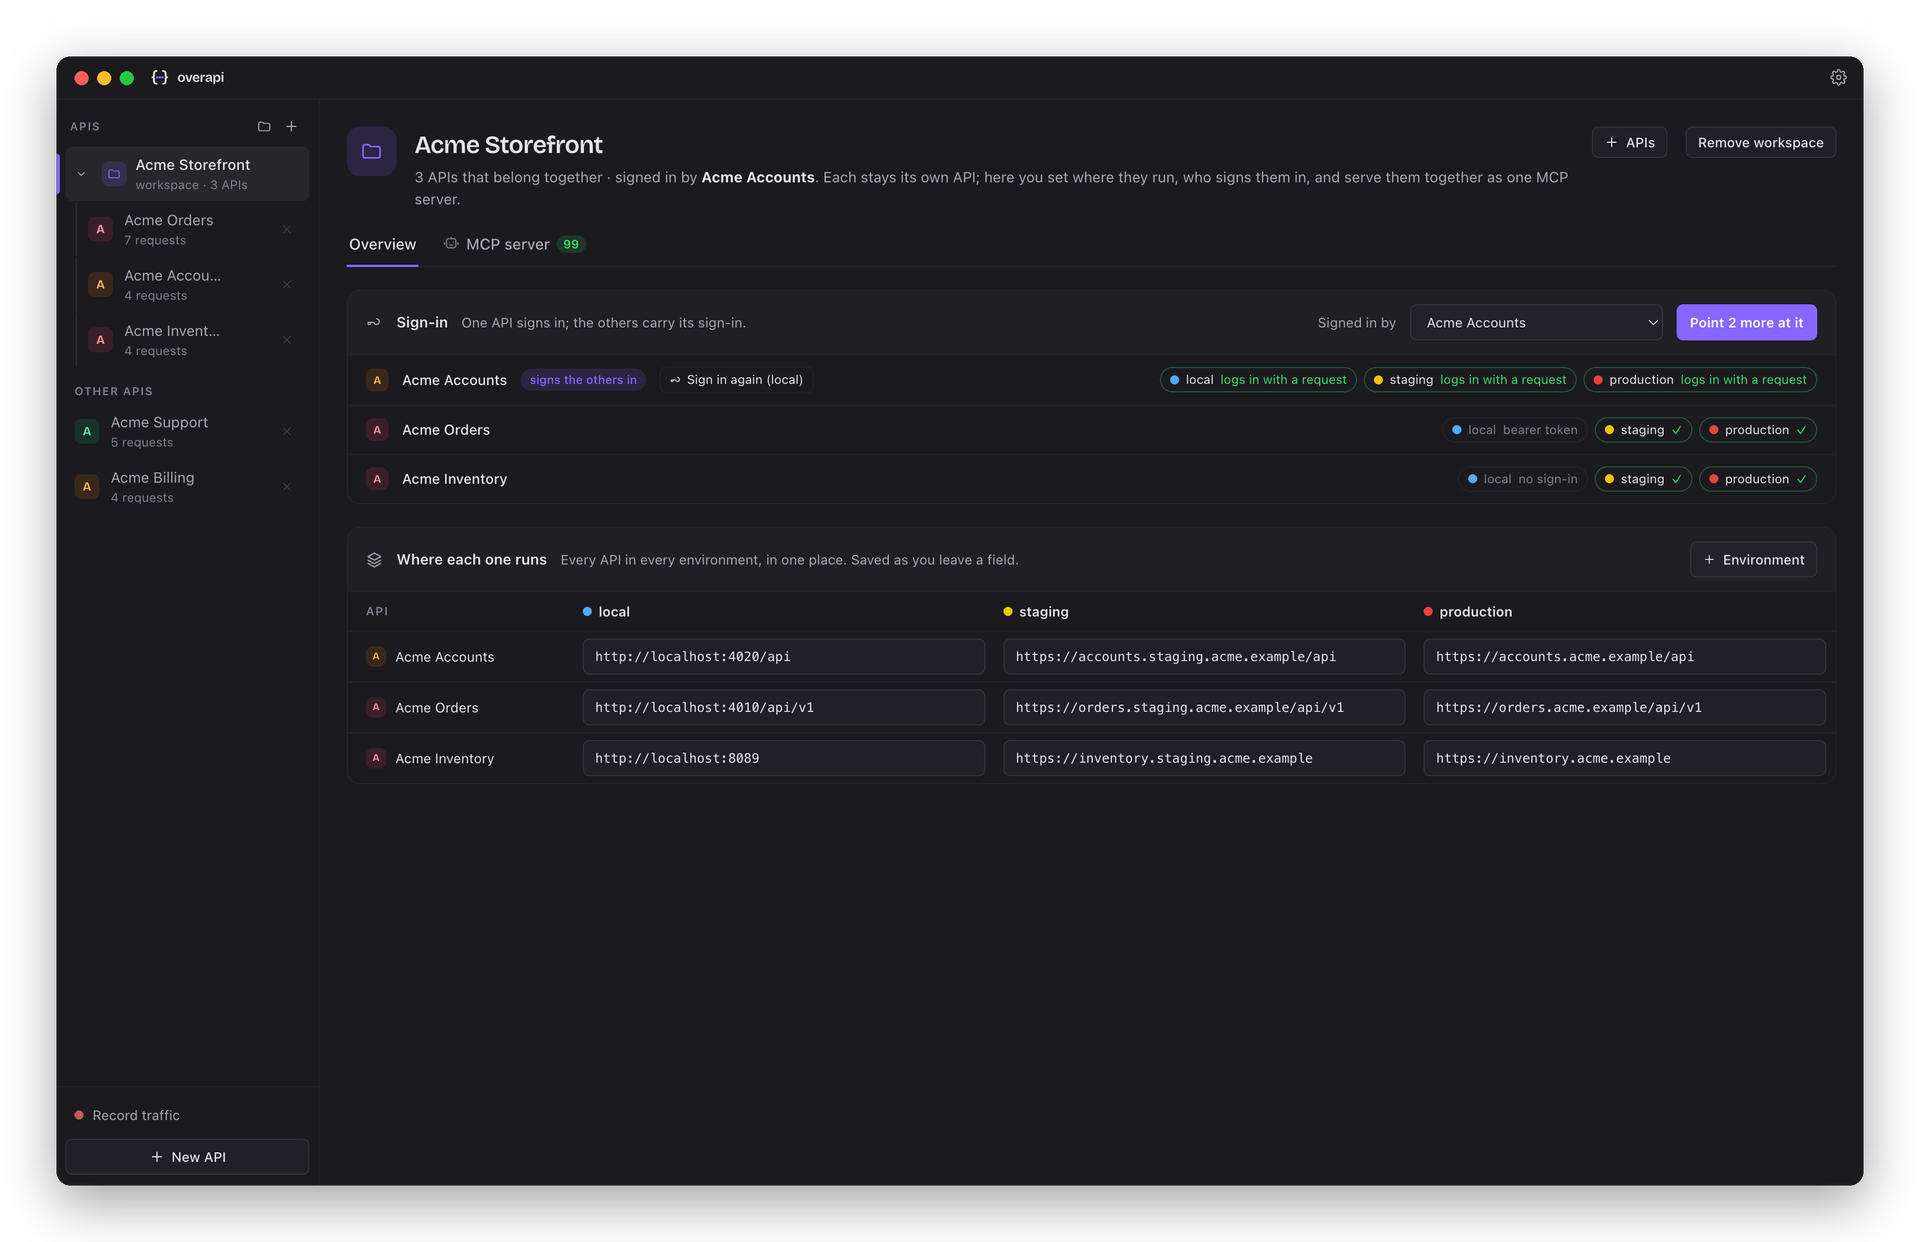 overapi
APIS
Acme Storefront
workspace · 3 APIs
A
Acme Orders
7 requests
A
Acme Accou...
4 requests
A
Acme Invent...
4 requests
OTHER APIS
A
Acme Support
5 requests
A
Acme Billing
4 requests
Record traffic
+ New API
Acme Storefront
+ APIs
Remove workspace
3 APIs that belong together · signed in by Acme Accounts. Each stays its own API; here you set where they run, who signs them in, and serve them together as one MCP
server.
Overview
MCP server 99
Sign-in One API signs in; the others carry its sign-in.
Signed in by Acme Accounts Point 2 more at it
A Acme Accounts signs the others in Sign in again (local) local logs in with a request staging logs in with a request production logs in with a request
A Acme Orders local bearer token staging ✓ production ✓
A Acme Inventory local no sign-in staging ✓ production ✓
Where each one runs Every API in every environment, in one place. Saved as you leave a field. + Environment
API local staging production
A Acme Accounts http://localhost:4020/api https://accounts.staging.acme.example/api https://accounts.acme.example/api
A Acme Orders http://localhost:4010/api/v1 https://orders.staging.acme.example/api/v1 https://orders.acme.example/api/v1
A Acme Inventory http://localhost:8089 https://inventory.staging.acme.example https://inventory.acme.example